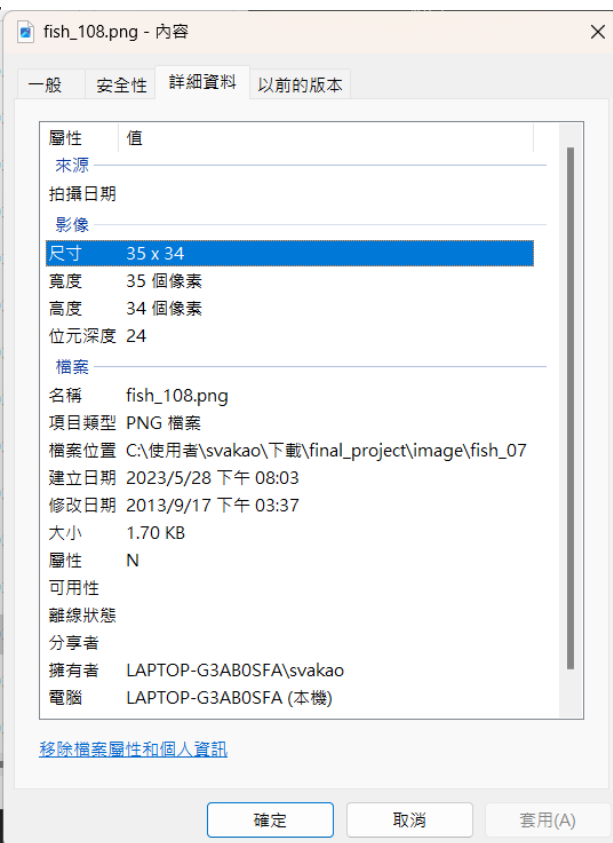 fish_108.png - 內容
一般 安全性 詳細資料 以前的版本
屬性 值
來源
拍攝日期
影像
尺寸 35 x 34
寬度 35 個像素
高度 34 個像素
位元深度 24
檔案
名稱 fish_108.png
項目類型 PNG 檔案
檔案位置 C:\使用者\svakao\下載\final_project\image\fish_07
建立日期 2023/5/28 下午 08:03
修改日期 2013/9/17 下午 03:37
大小 1.70 KB
屬性 N
可用性
離線狀態
分享者
擁有者 LAPTOP-G3AB0SFA\svakao
電腦 LAPTOP-G3AB0SFA (本機)
移除檔案屬性和個人資訊
確定 取消 套用(A)